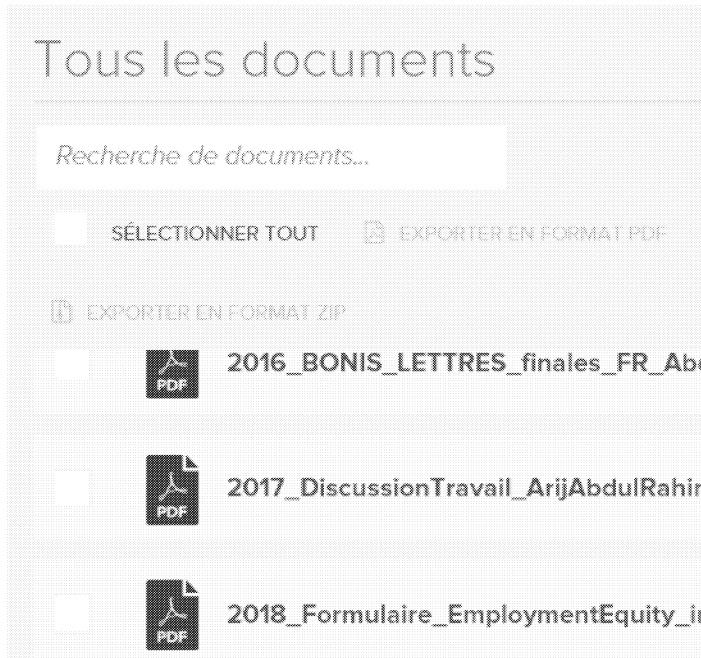 Tous les documents
Recherche de documents...
SÉLECTIONNER TOUT EXPORTER EN FORMAT PDF
EXPORTER EN FORMAT ZIP
PDF 2016_BONIS_LETTRES_finales_FR_Ab
PDF 2017_DiscussionTravail_ArijAbdulRahi
PDF 2018_Formulaire_EmploymentEquity_i